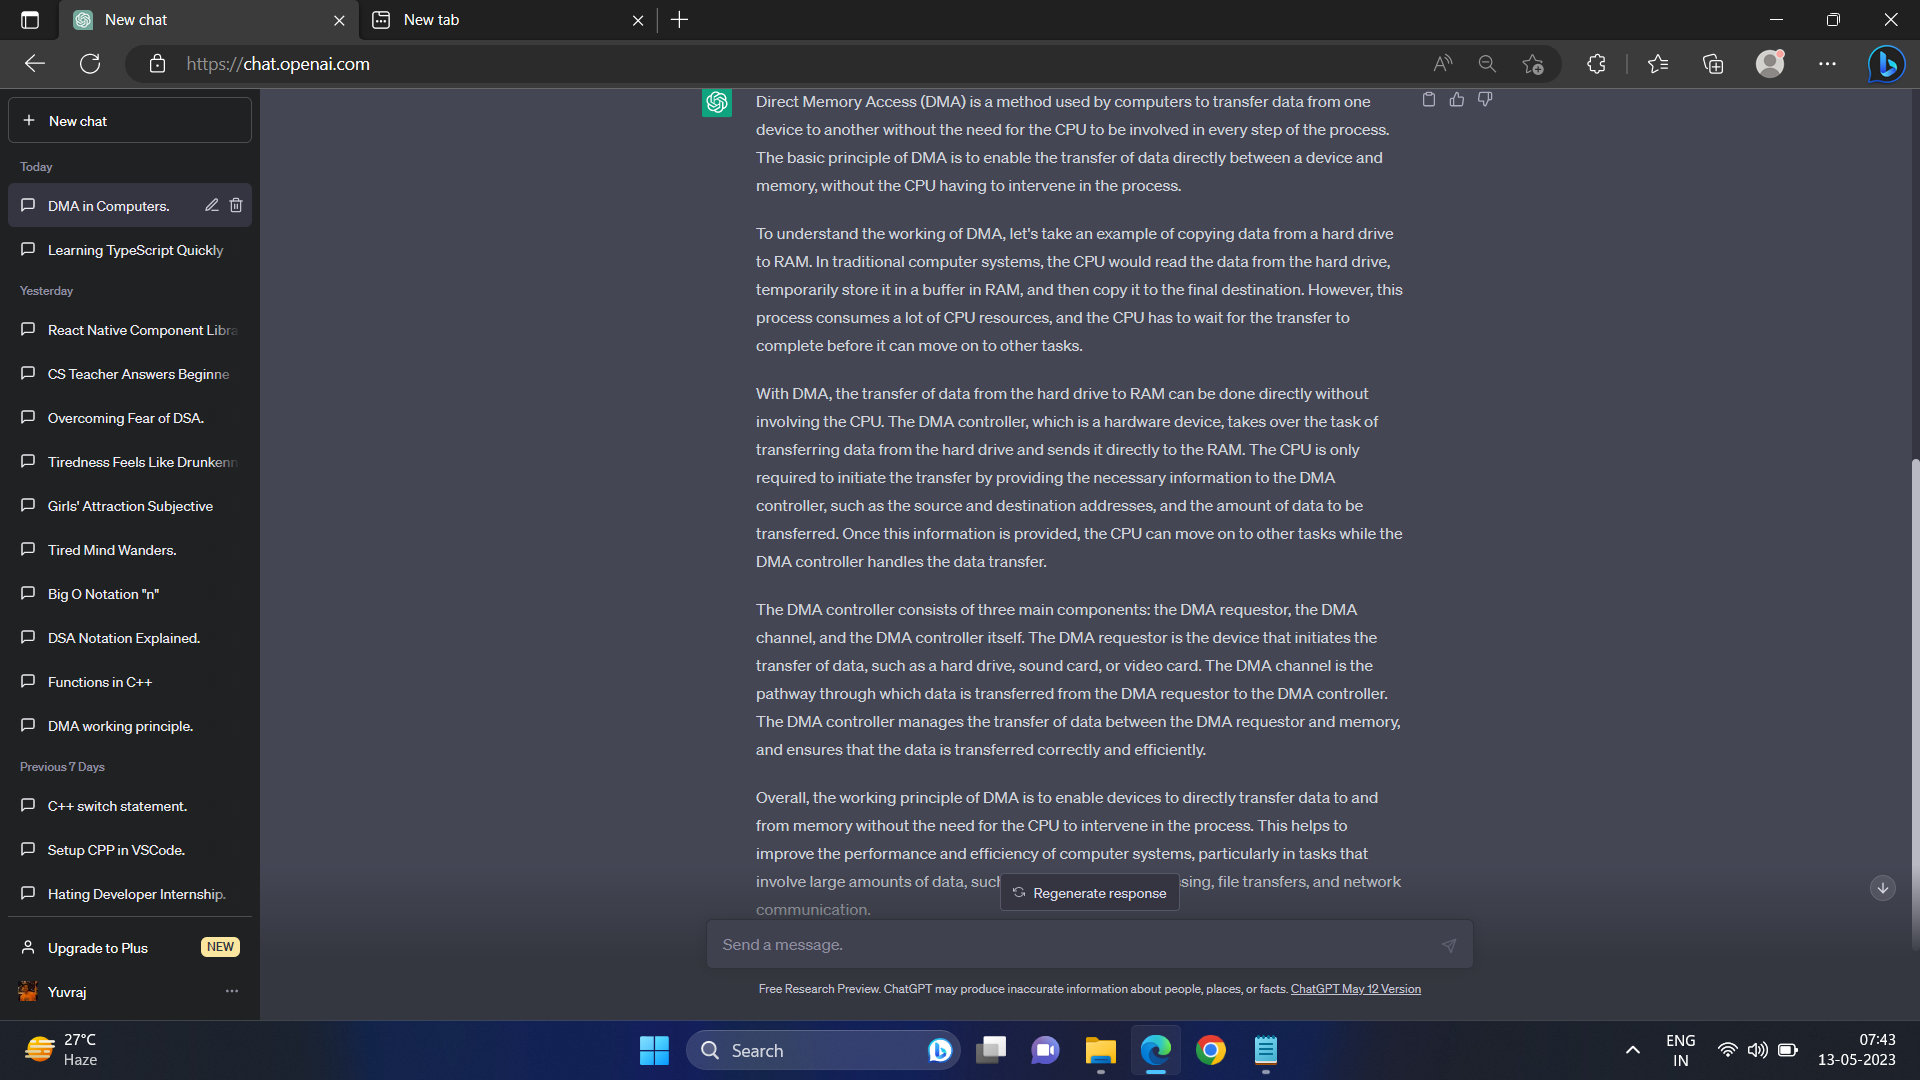 New chat
New tab
https://chat.openai.com
New chat
Today
DMA in Computers.
Learning TypeScript Quickly
Yesterday
React Native Component Libra
CS Teacher Answers Beginne
Overcoming Fear of DSA.
Tiredness Feels Like Drunkenn
Girls' Attraction Subjective
Tired Mind Wanders.
Big O Notation "n"
DSA Notation Explained.
Functions in C++
DMA working principle.
Previous 7 Days
C++ switch statement.
Setup CPP in VSCode.
Hating Developer Internship.
Upgrade to Plus NEW
Yuvraj
Direct Memory Access (DMA) is a method used by computers to transfer data from one
device to another without the need for the CPU to be involved in every step of the process.
The basic principle of DMA is to enable the transfer of data directly between a device and
memory, without the CPU having to intervene in the process.
To understand the working of DMA, let's take an example of copying data from a hard drive
to RAM. In traditional computer systems, the CPU would read the data from the hard drive,
temporarily store it in a buffer in RAM, and then copy it to the final destination. However, this
process consumes a lot of CPU resources, and the CPU has to wait for the transfer to
complete before it can move on to other tasks.
With DMA, the transfer of data from the hard drive to RAM can be done directly without
involving the CPU. The DMA controller, which is a hardware device, takes over the task of
transferring data from the hard drive and sends it directly to the RAM. The CPU is only
required to initiate the transfer by providing the necessary information to the DMA
controller, such as the source and destination addresses, and the amount of data to be
transferred. Once this information is provided, the CPU can move on to other tasks while the
DMA controller handles the data transfer.
The DMA controller consists of three main components: the DMA requestor, the DMA
channel, and the DMA controller itself. The DMA requestor is the device that initiates the
transfer of data, such as a hard drive, sound card, or video card. The DMA channel is the
pathway through which data is transferred from the DMA requestor to the DMA controller.
The DMA controller manages the transfer of data between the DMA requestor and memory,
and ensures that the data is transferred correctly and efficiently.
Overall, the working principle of DMA is to enable devices to directly transfer data to and
from memory without the need for the CPU to intervene in the process. This helps to
improve the performance and efficiency of computer systems, particularly in tasks that
involve large amounts of data, suc sing, file transfers, and network
communication.
Regenerate response
Send a message.
Free Research Preview. ChatGPT may produce inaccurate information about people, places, or facts. ChatGPT May 12 Version
27°C
Haze
Search
ENG
IN
07:43
13-05-2023